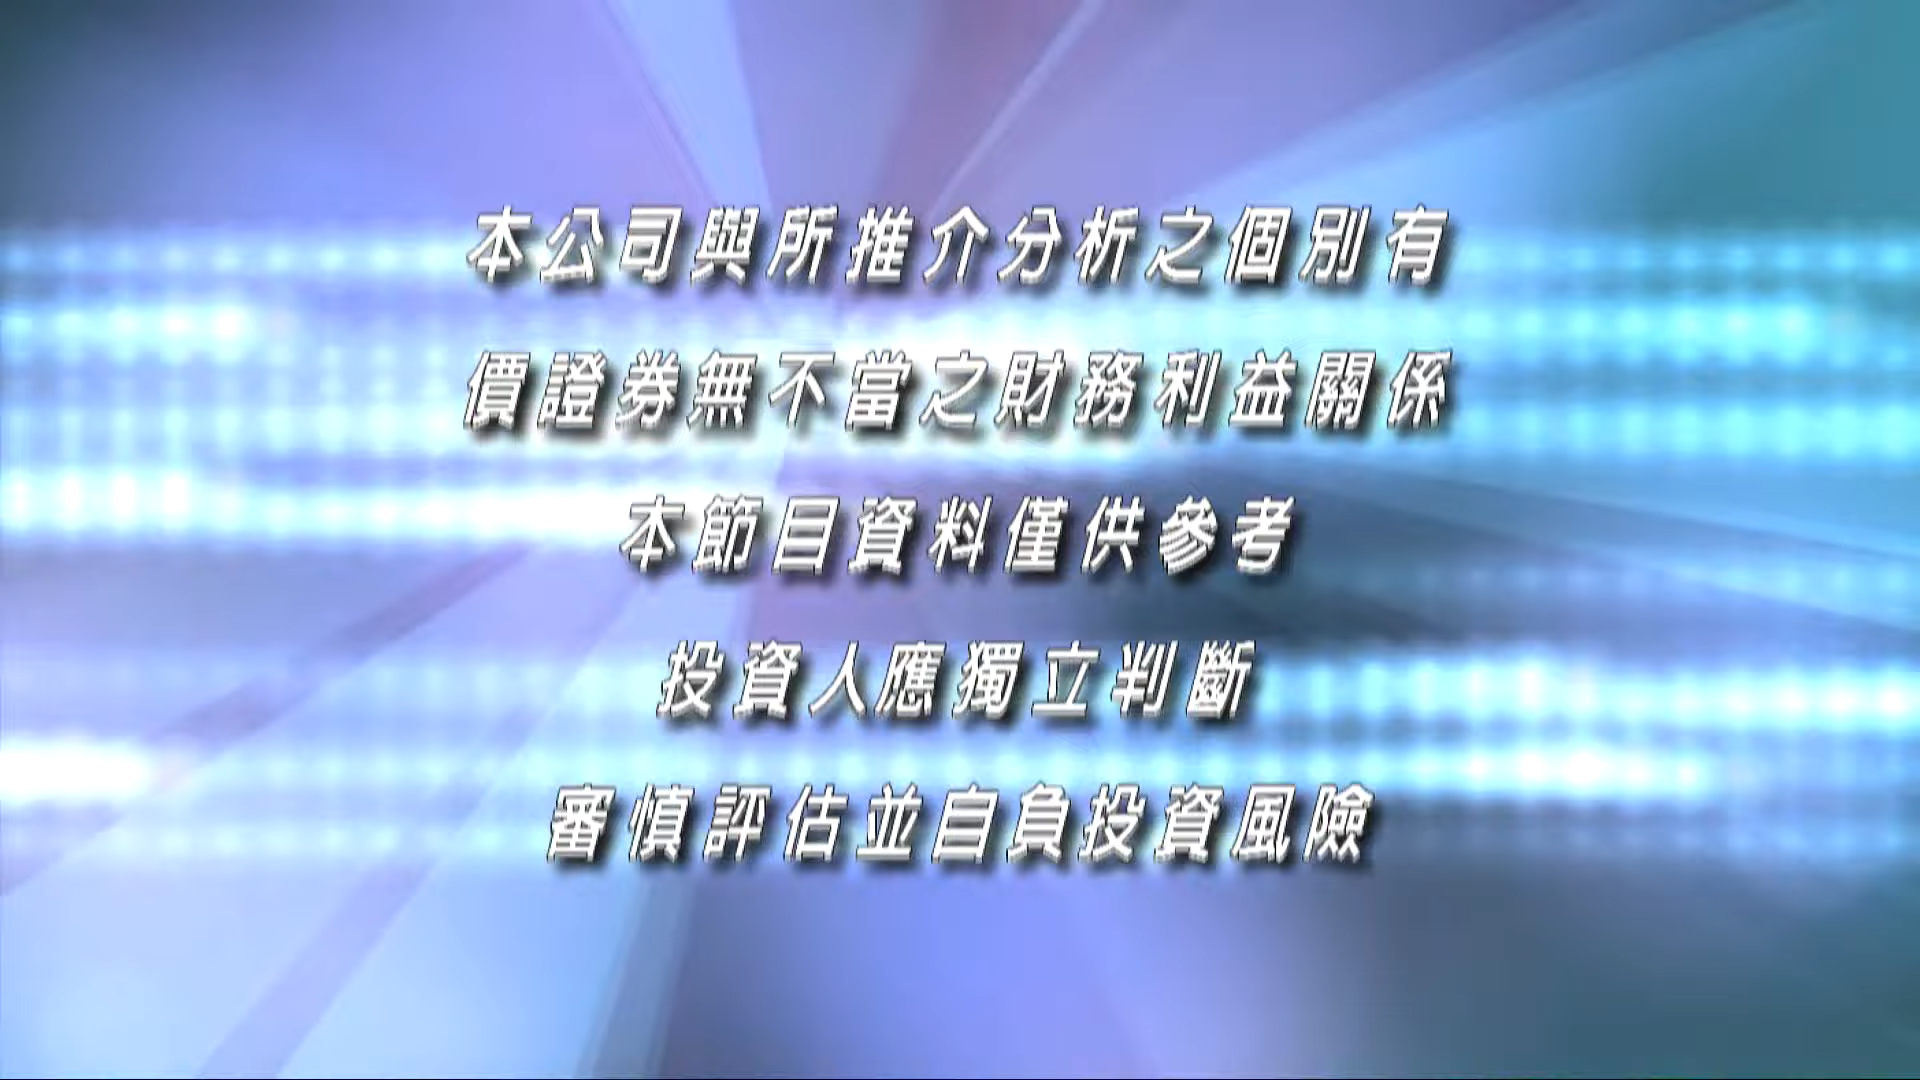 本公司與所推介分析之個別有
價證券無不當之財務利益關係
本節目資料僅供參考
投資人應獨立判斷
審慎評估並自負投資風險